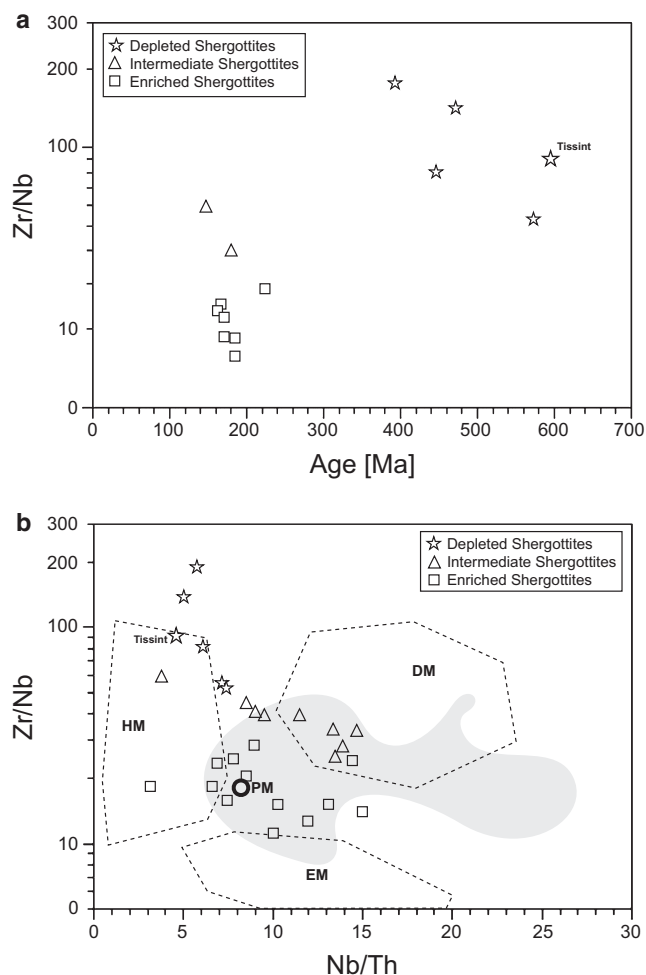 a
300
200
100
10
0
Zr/Nb
Depleted Shergottites
Intermediate Shergottites
Enriched Shergottites
Tissint
0 100 200 300 400 500 600 700
Age [Ma]
b
300
200
100
10
0
Zr/Nb
Depleted Shergottites
Intermediate Shergottites
Enriched Shergottites
Tissint
DM
HM
PM
EM
0 5 10 15 20 25 30
Nb/Th